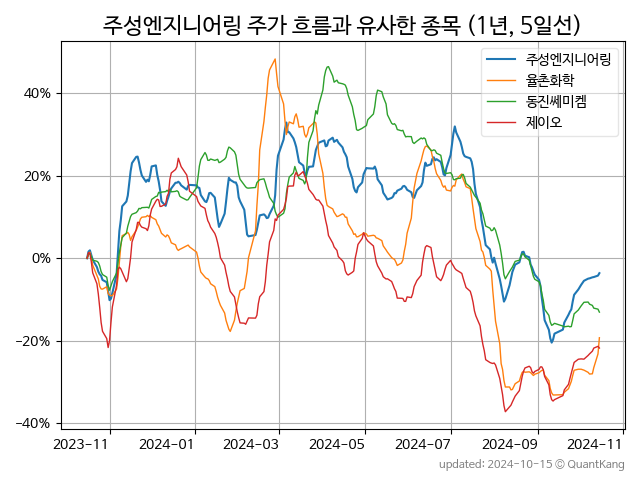 주성엔지니어링 주가 흐름과 유사한 종목 (1년, 5일선)
주성엔지니어링
율촌화학
동진쎄미켐
제이오
40%
20%
0%
−20%
−40%
2023-11 2024-01 2024-03 2024-05 2024-07 2024-09 2024-11
updated: 2024-10-15 © QuantKang